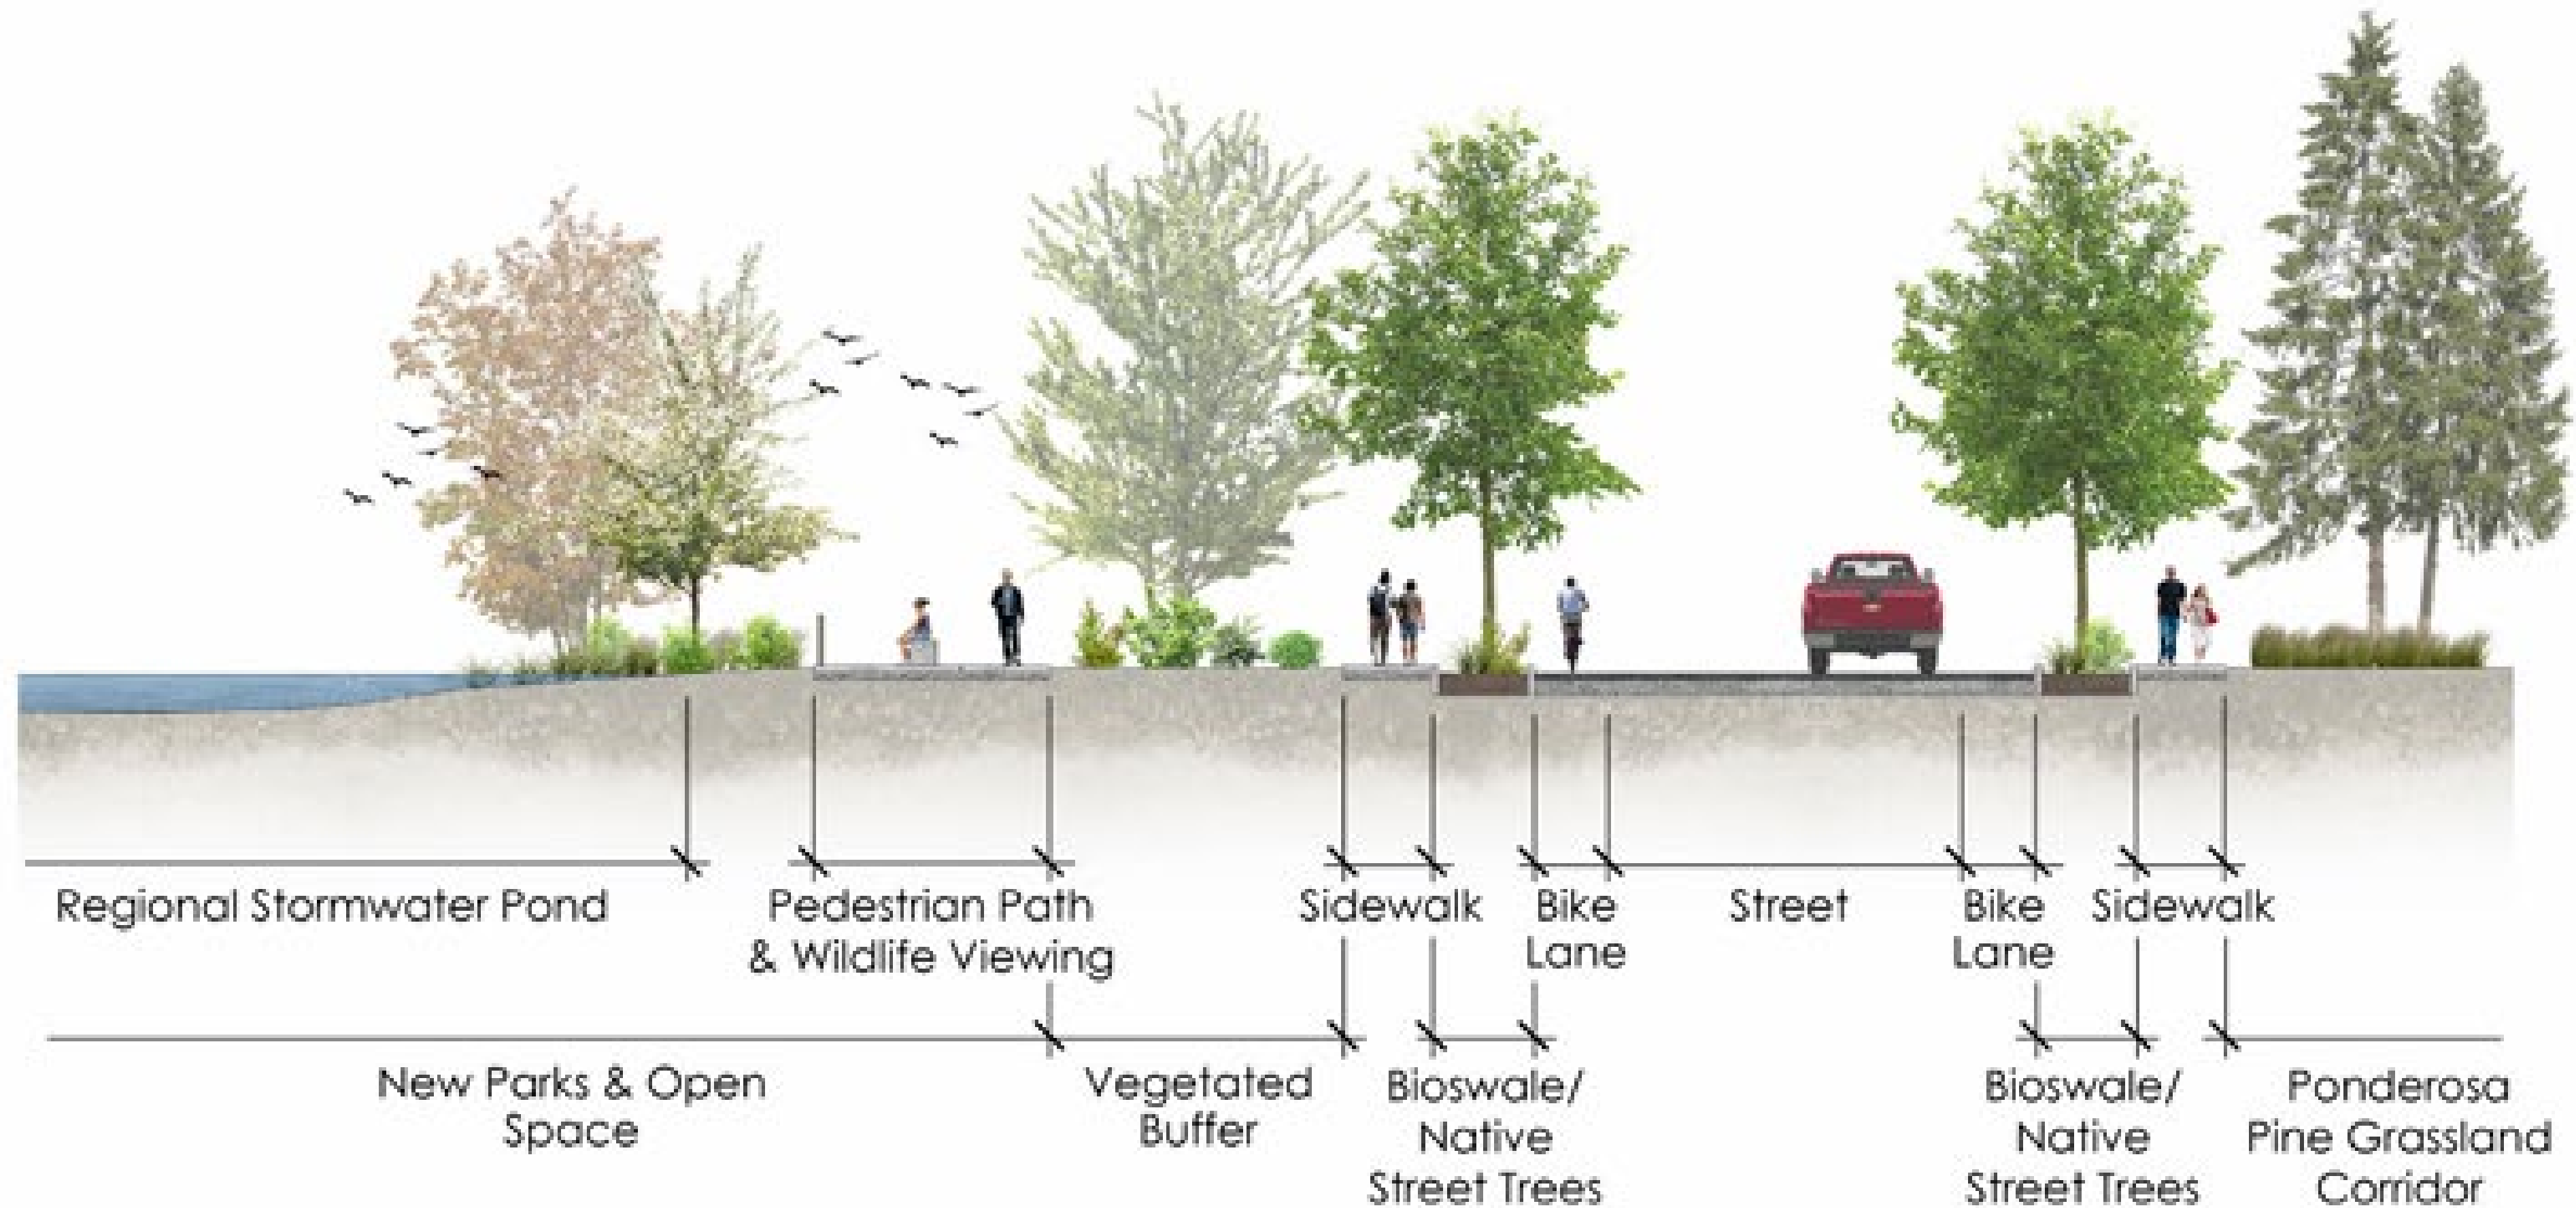 Regional Stormwater Pond
Pedestrian Path
& Wildlife Viewing
Sidewalk
Bike
Lane
Street
Bike
Lane
Sidewalk
New Parks & Open
Space
Vegetated
Buffer
Bioswale/
Native
Street Trees
Bioswale/
Native
Street Trees
Ponderosa
Pine Grassland
Corridor